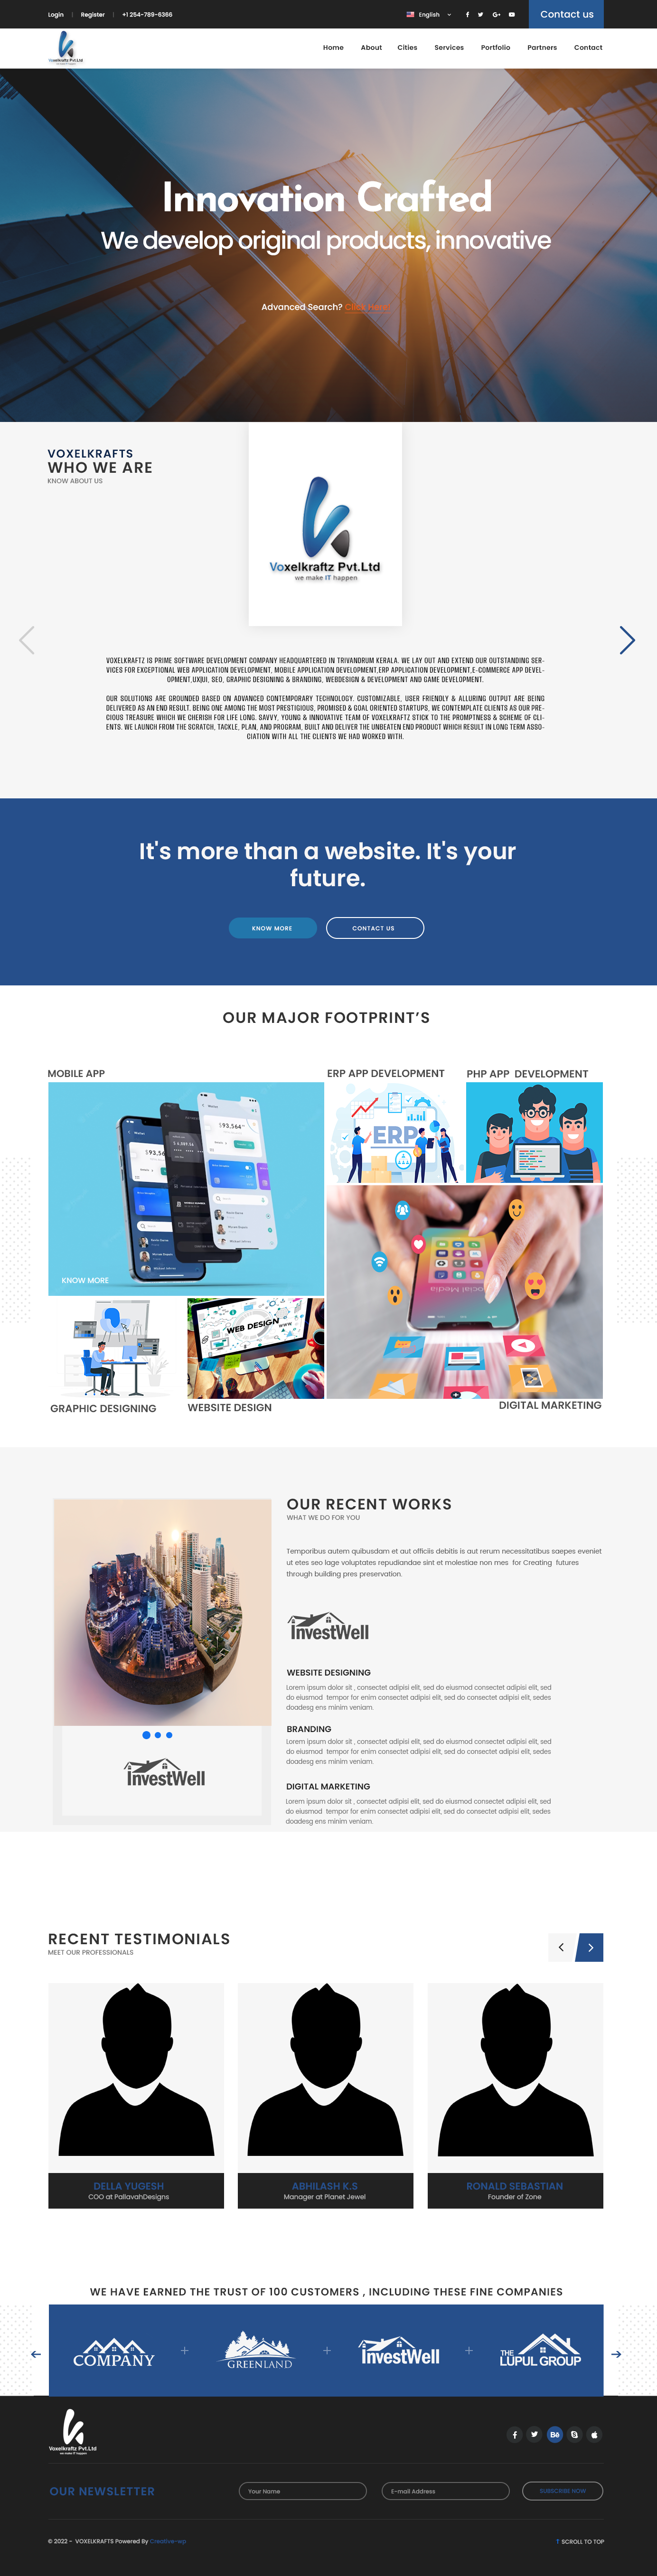 Login | Register | +1 254-789-6366
English
Contact us
Voxelkraftz Pvt.Ltd
Home About Cities Services Portfolio Partners Contact
Innovation Crafted
We develop original products, innovative
Advanced Search? Click Here
VOXELKRAFTS
WHO WE ARE
KNOW ABOUT US
Voxelkraftz Pvt.Ltd
we make IT happen
VOXELKRAFTZ IS PRIME SOFTWARE DEVELOPMENT COMPANY HEADQUARTERED IN TRIVANDRUM KERALA. WE LAY OUT AND EXTEND OUR OUTSTANDING SER-
VICES FOR EXCEPTIONAL WEB APPLICATION DEVELOPMENT, MOBILE APPLICATION DEVELOPMENT,ERP APPLICATION DEVELOPMENT,E-COMMERCE APP DEVEL-
OPMENT,UXIJUI, SEO, GRAPHIC DESIGNING & BRANDING, WEBDESIGN & DEVELOPMENT AND GAME DEVELOPMENT.
OUR SOLUTIONS ARE GROUNDED BASED ON ADVANCED CONTEMPORARY TECHNOLOGY. CUSTOMIZABLE, USER FRIENDLY & ALLURING OUTPUT ARE BEING
DELIVERED AS AN END RESULT. BEING ONE AMONG THE MOST PRESTIGIOUS, PROMISED & GOAL ORIENTED STARTUPS, WE CONTEMPLATE CLIENTS AS OUR PRE-
CIOUS TREASURE WHICH WE CHERISH FOR LIFE LONG. SAVVY, YOUNG & INNOVATIVE TEAM OF VOXELKRAFTZ STICK TO THE PROMPTNESS & SCHEME OF CLI-
ENTS. WE LAUNCH FROM THE SCRATCH, TACKLE, PLAN, AND PROGRAM, BUILT AND DELIVER THE UNBEATEN END PRODUCT WHICH RESULT IN LONG TERM ASSO-
CIATION WITH ALL THE CLIENTS WE HAD WORKED WITH.
It's more than a website. It's your
future.
KNOW MORE CONTACT US
OUR MAJOR FOOTPRINT'S
MOBILE APP
ERP APP DEVELOPMENT
PHP APP DEVELOPMENT
ERP
KNOW MORE
WEB DESIGN
GRAPHIC DESIGNING
WEBSITE DESIGN
DIGITAL MARKETING
OUR RECENT WORKS
WHAT WE DO FOR YOU
Temporibus autem quibusdam et aut officiis debitis is aut rerum necessitatibus saepes eveniet
ut etes seo lage voluptates repudiandae sint et molestiae non mes for Creating futures
through building pres preservation.
InvestWell
WEBSITE DESIGNING
Lorem ipsum dolor sit , consectet adipisi elit, sed do eiusmod consectet adipisi elit, sed
do eiusmod tempor for enim consectet adipisi elit, sed do consectet adipisi elit, sedes
doadesg ens minim veniam.
BRANDING
Lorem ipsum dolor sit , consectet adipisi elit, sed do eiusmod consectet adipisi elit, sed
do eiusmod tempor for enim consectet adipisi elit, sed do consectet adipisi elit, sedes
doadesg ens minim veniam.
InvestWell
DIGITAL MARKETING
Lorem ipsum dolor sit , consectet adipisi elit, sed do eiusmod consectet adipisi elit, sed
do eiusmod tempor for enim consectet adipisi elit, sed do consectet adipisi elit, sedes
doadesg ens minim veniam.
RECENT TESTIMONIALS
MEET OUR PROFESSIONALS
DELLA YUGESH
COO at PallavahDesigns
ABHILASH K.S
Manager at Planet Jewel
RONALD SEBASTIAN
Founder of Zone
WE HAVE EARNED THE TRUST OF 100 CUSTOMERS , INCLUDING THESE FINE COMPANIES
COMPANY
GREENLAND
InvestWell
THE LUPUL GROUP
Voxelkraftz Pvt.Ltd
we make IT happen
OUR NEWSLETTER
Your Name
E-mail Address
SUBSCRIBE NOW
© 2022 - VOXELKRAFTS Powered By Creative-wp
SCROLL TO TOP